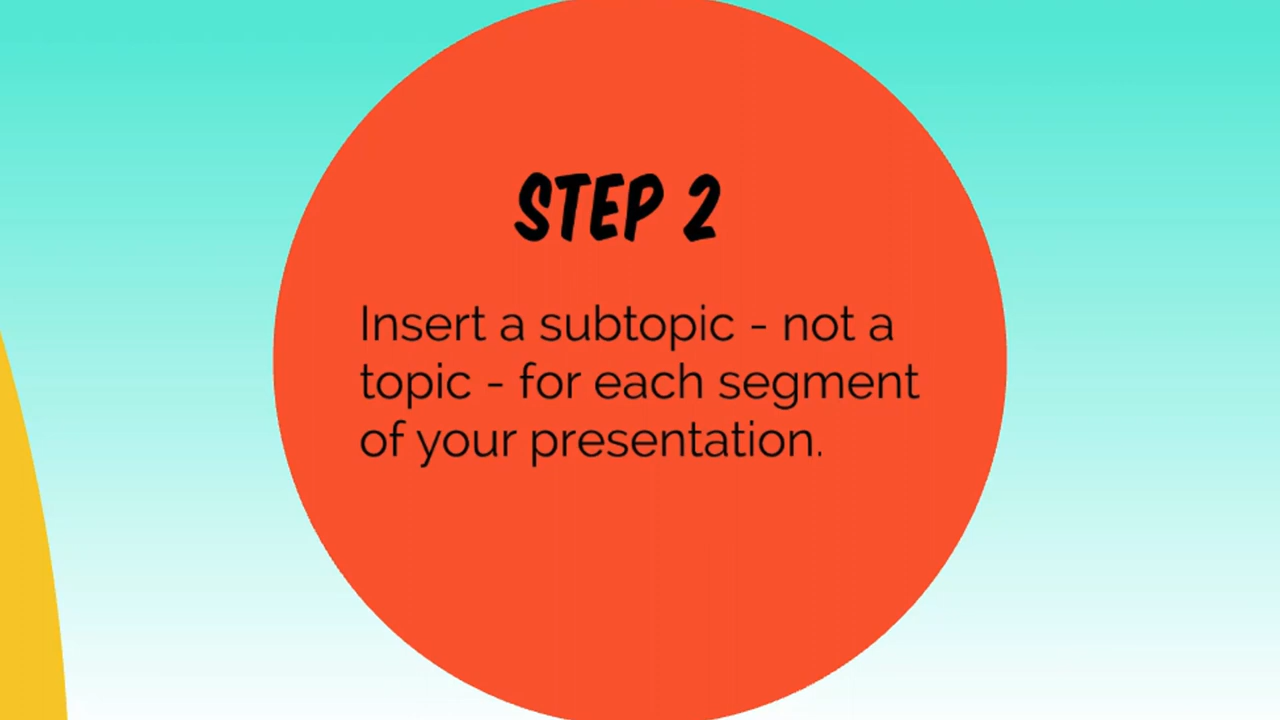 STEP 2
Insert a subtopic - not a
topic - for each segment
of your presentation.